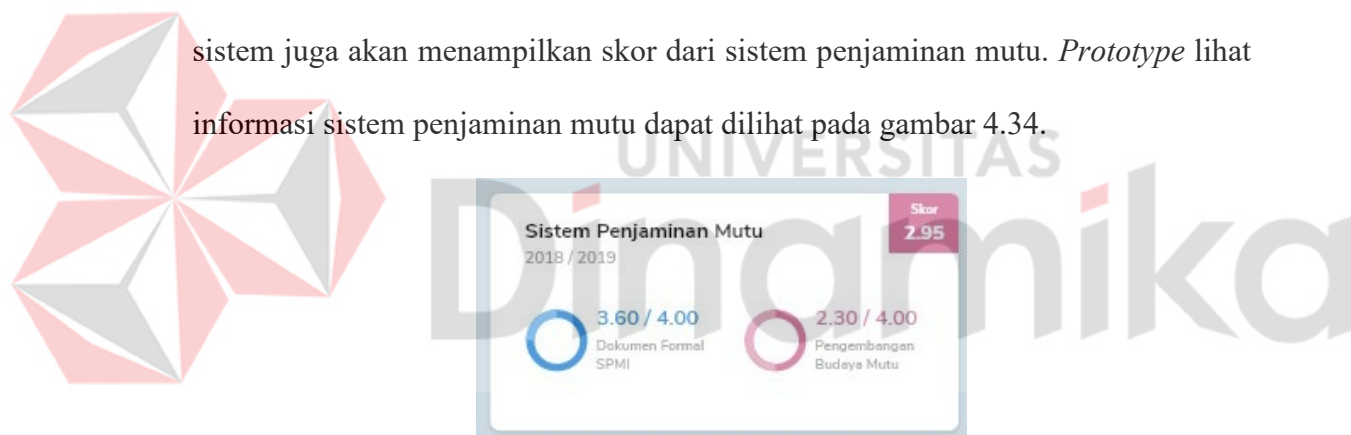 sistem juga akan menampilkan skor dari sistem penjaminan mutu. Prototype lihat
informasi sistem penjaminan mutu dapat dilihat pada gambar 4.34.
UNIVERSITAS
Dinamika
Sistem Penjaminan Mutu
2018 / 2019
Skor
2.95
3.60 / 4.00
Dokumen Formal
SPMI
2.30 / 4.00
Pengembangan
Budaya Mutu